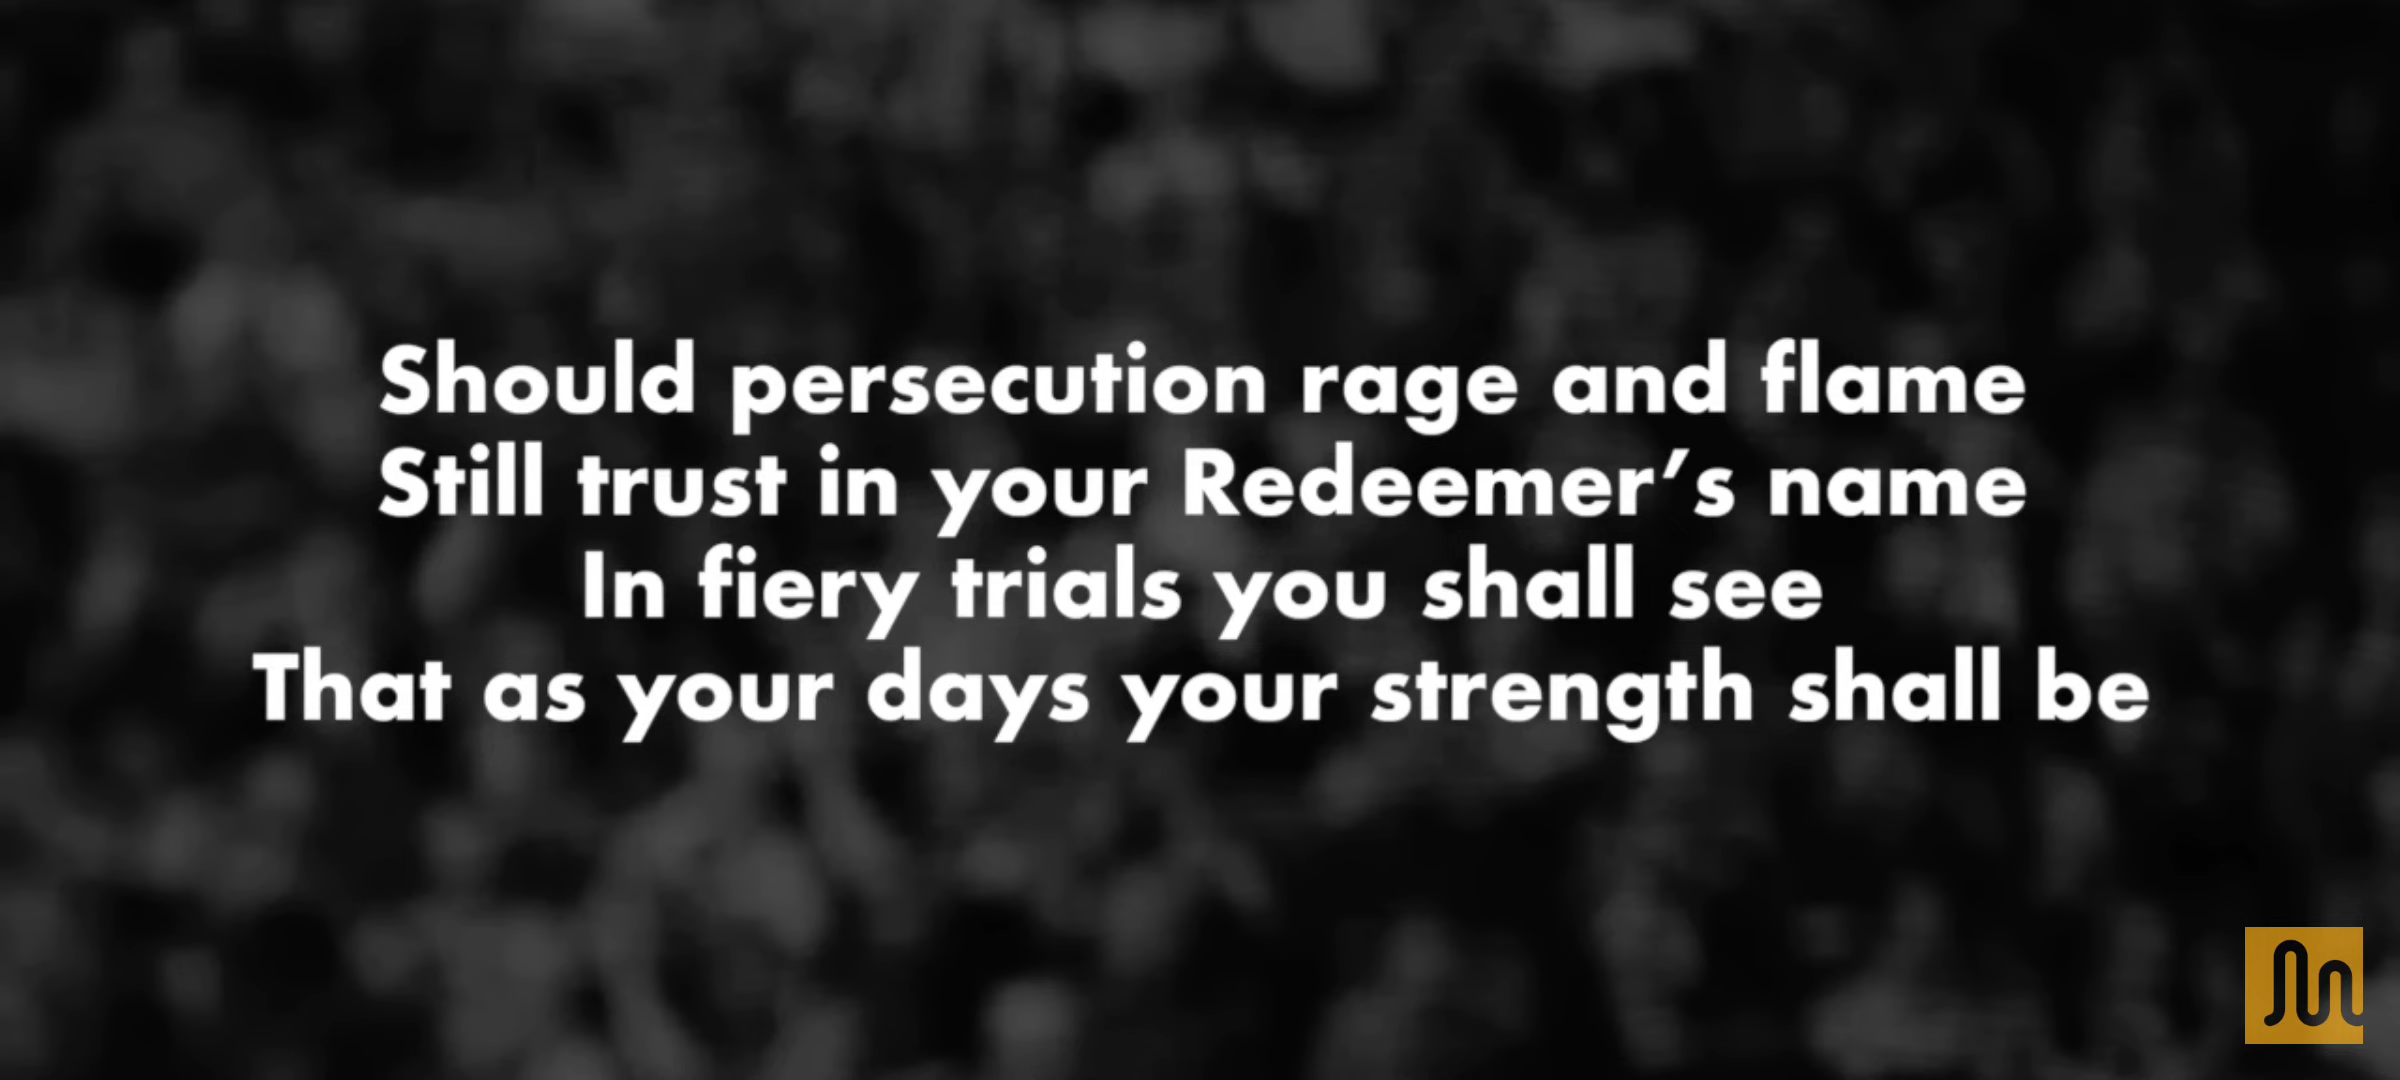 Should persecution rage and flame
Still trust in your Redeemer’s name
In fiery trials you shall see
That as your days your strength shall be